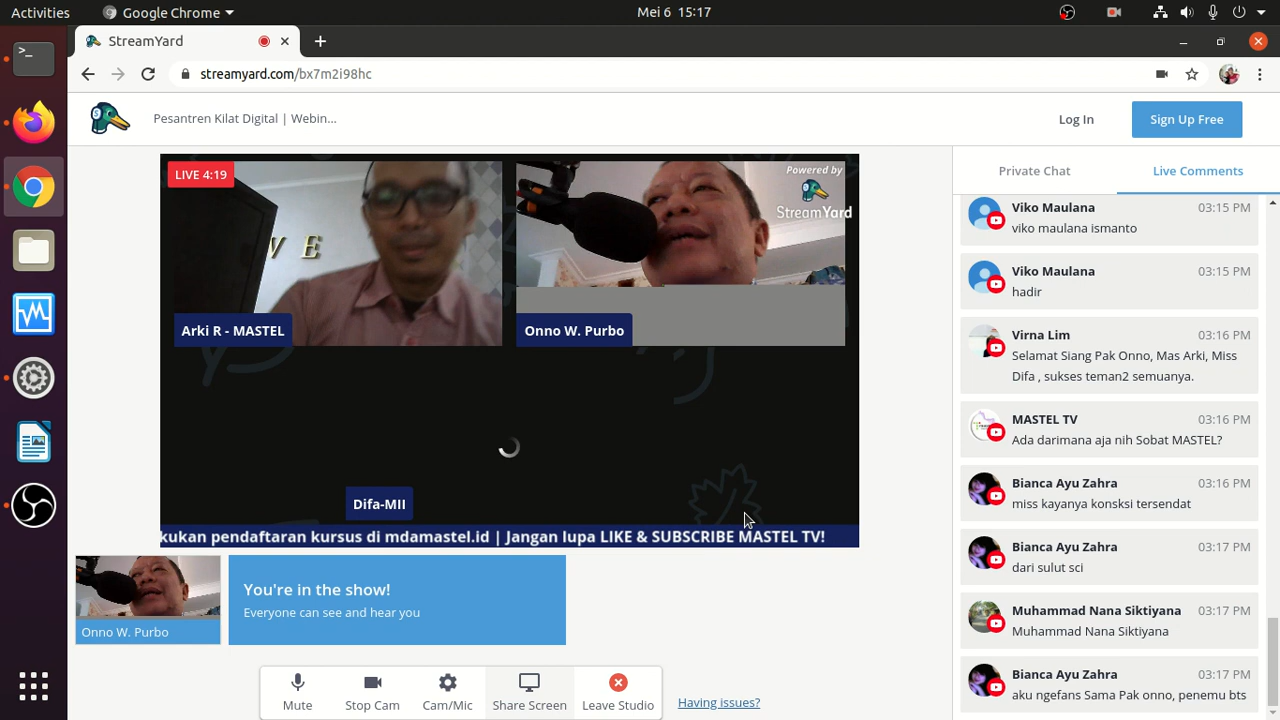 Activities
Google Chrome
Mei 6 15:17
StreamYard
streamyard.com/bx7m2i98hc
Pesantren Kilat Digital | Webin...
Log In
Sign Up Free
LIVE 4:19
V E
Arki R - MASTEL
Powered by
StreamYard
Onno W. Purbo
Difa-MII
kukan pendaftaran kursus di mdamastel.id | Jangan lupa LIKE & SUBSCRIBE MASTEL TV!
Onno W. Purbo
You're in the show!
Everyone can see and hear you
Mute
Stop Cam
Cam/Mic
Share Screen
Leave Studio
Having issues?
Private Chat
Live Comments
Viko Maulana 03:15 PM
viko maulana ismanto
Viko Maulana 03:15 PM
hadir
Virna Lim 03:16 PM
Selamat Siang Pak Onno, Mas Arki, Miss
Difa , sukses teman2 semuanya.
MASTEL TV 03:16 PM
Ada darimana aja nih Sobat MASTEL?
Bianca Ayu Zahra 03:16 PM
miss kayanya konsksi tersendat
Bianca Ayu Zahra 03:17 PM
dari sulut sci
Muhammad Nana Siktiyana 03:17 PM
Muhammad Nana Siktiyana
Bianca Ayu Zahra 03:17 PM
aku ngefans Sama Pak onno, penemu bts